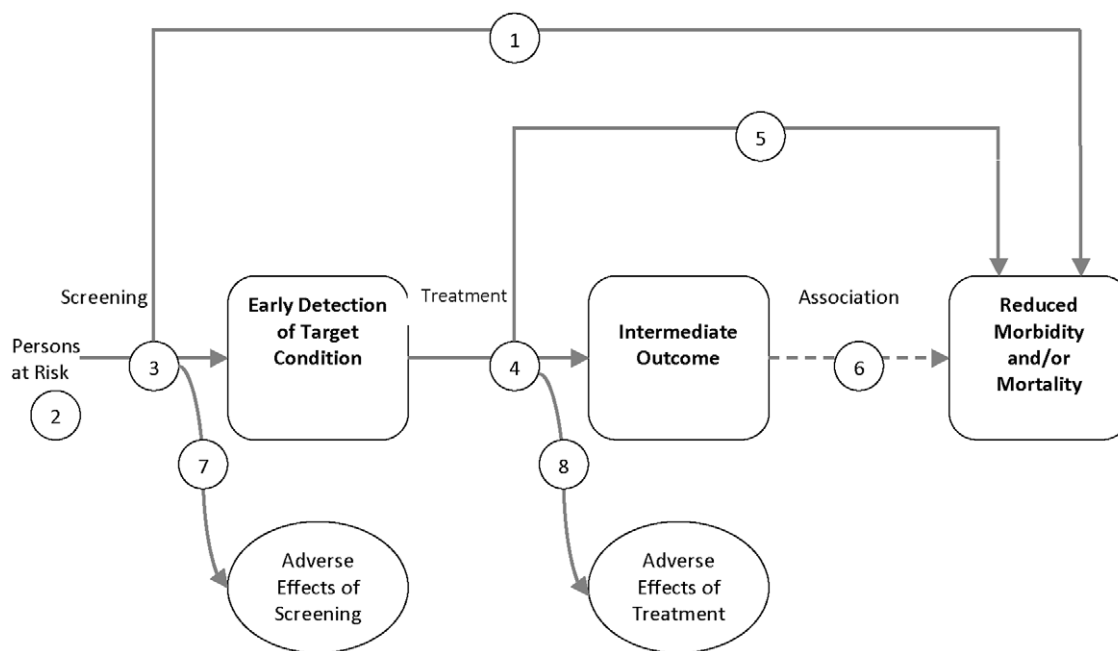 1
5
Screening
Early Detection
of Target
Condition
Treatment
Intermediate
Outcome
Association
Reduced
Morbidity
and/or
Mortality
Persons
at Risk
2
3
4
6
7
8
Adverse
Effects of
Screening
Adverse
Effects of
Treatment